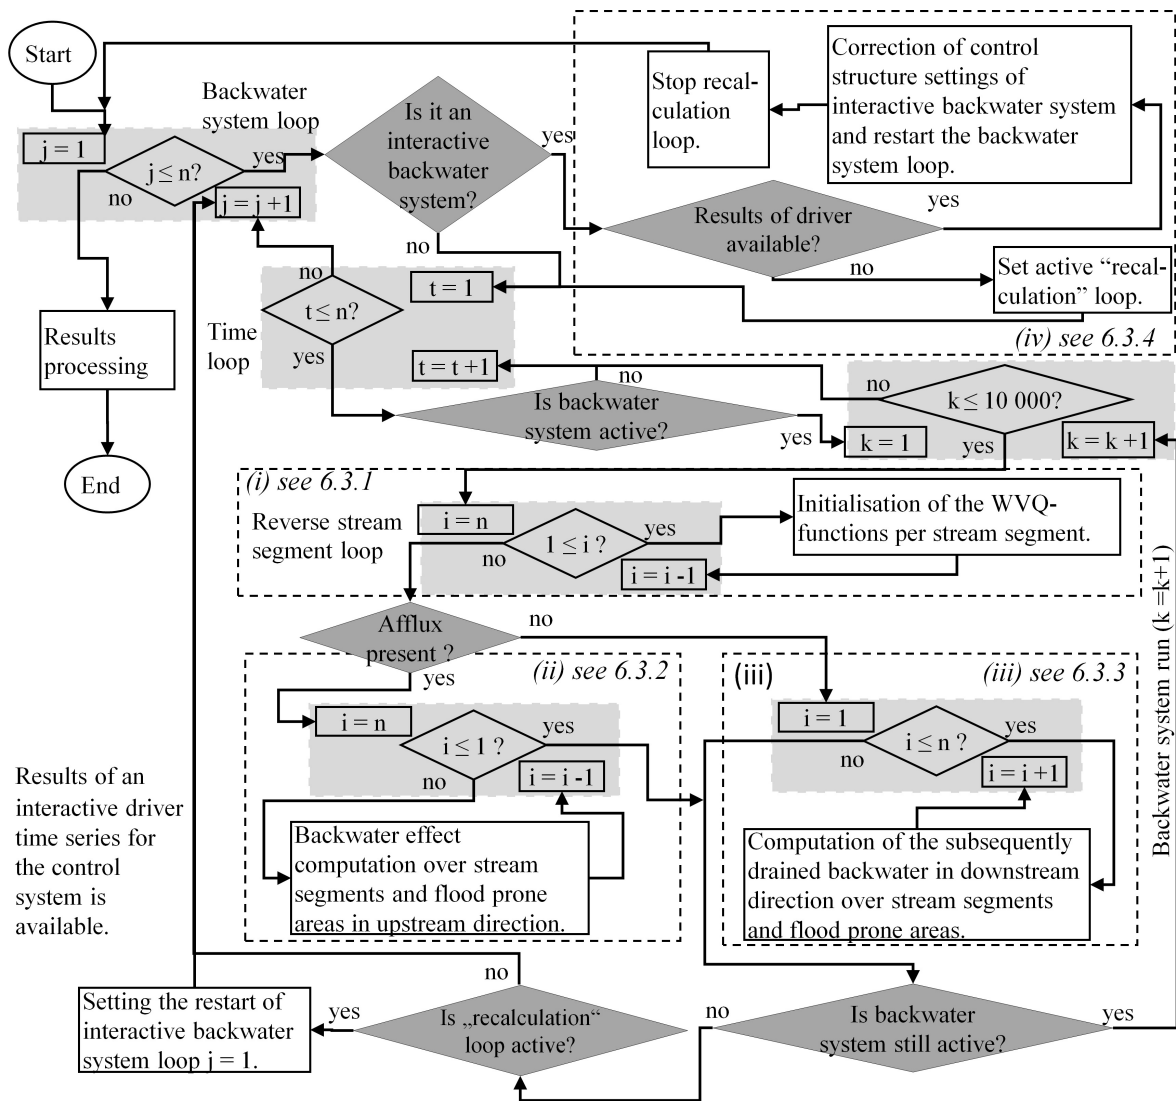 Start
Backwater
system loop
j = 1
j ≤ n?
yes
no
j = j +1
Is it an
interactive
backwater
system?
yes
no
Stop recal-
culation
loop.
Correction of control
structure settings of
interactive backwater system
and restart the backwater
system loop.
Results of driver
available?
yes
no
Set active “recal-
culation” loop.
(iv) see 6.3.4
Results
processing
End
Time
loop
no
t ≤ n?
yes
t = 1
t = t +1
Is backwater
system active?
no
yes
no
k ≤ 10 000?
yes
k = 1
k = k +1
(i) see 6.3.1
Reverse stream
segment loop
i = n
1 ≤ i ?
yes
no
i = i -1
Initialisation of the WVQ-
functions per stream segment.
Afflux
present ?
no
yes
(ii) see 6.3.2
i = n
i ≤ 1 ?
yes
no
i = i -1
Backwater effect
computation over stream
segments and flood prone
areas in upstream direction.
(iii)
(iii) see 6.3.3
i = 1
i ≤ n ?
yes
no
i = i +1
Computation of the subsequently
drained backwater in downstream
direction over stream segments
and flood prone areas.
Backwater system run (k =k+1)
Results of an
interactive driver
time series for
the control
system is
available.
Setting the restart of
interactive backwater
system loop j = 1.
yes
no
Is „recalculation“
loop active?
no
Is backwater
system still active?
yes